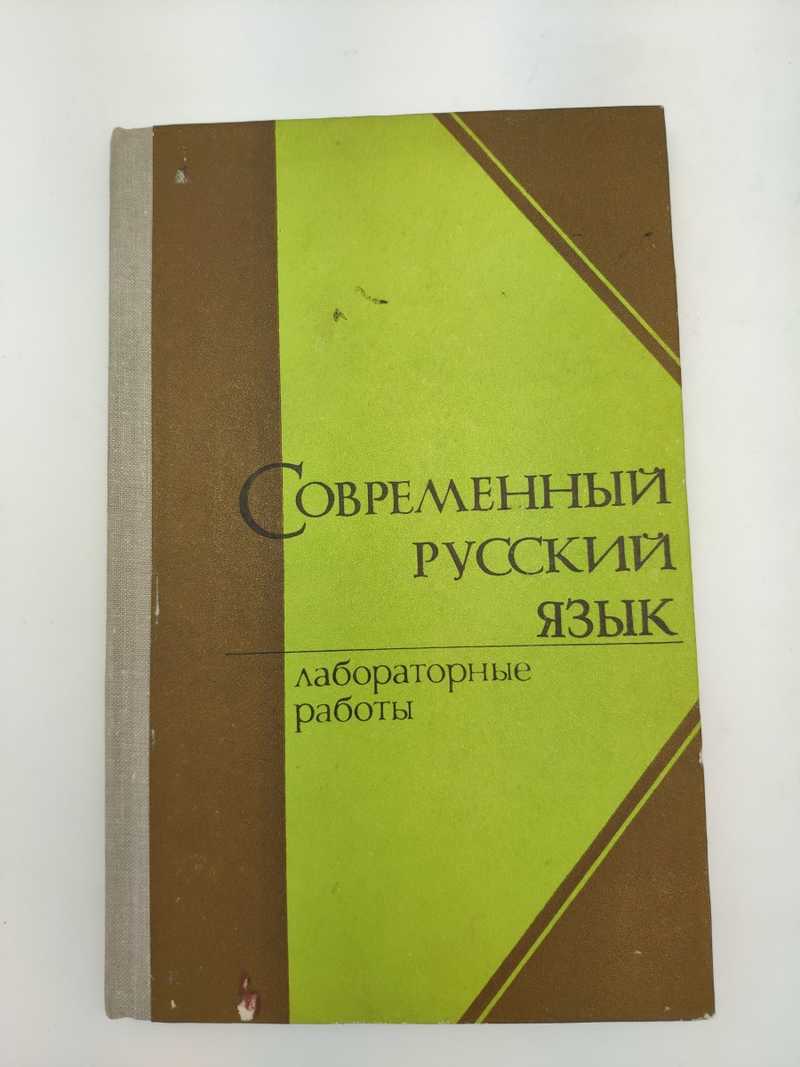 Современный
русский
язык
лабораторные
работы